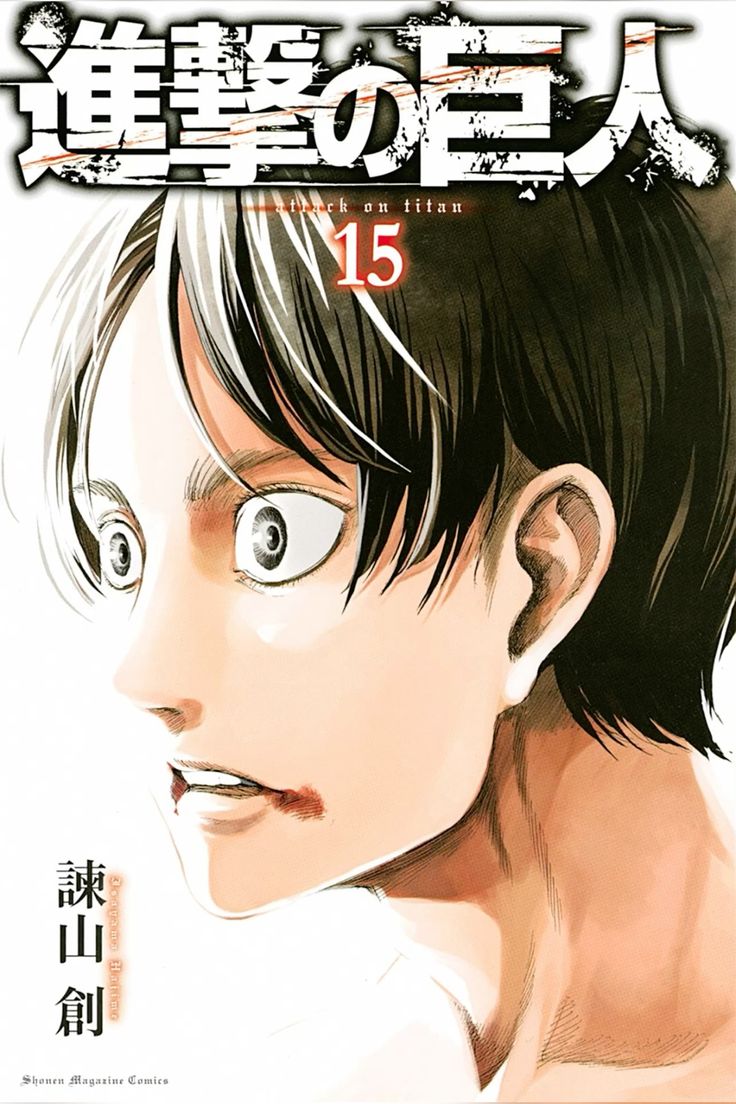 進撃の巨人
attack on titan
15
諫山 創
Isayama Hajime
Shonen Magazine Comics